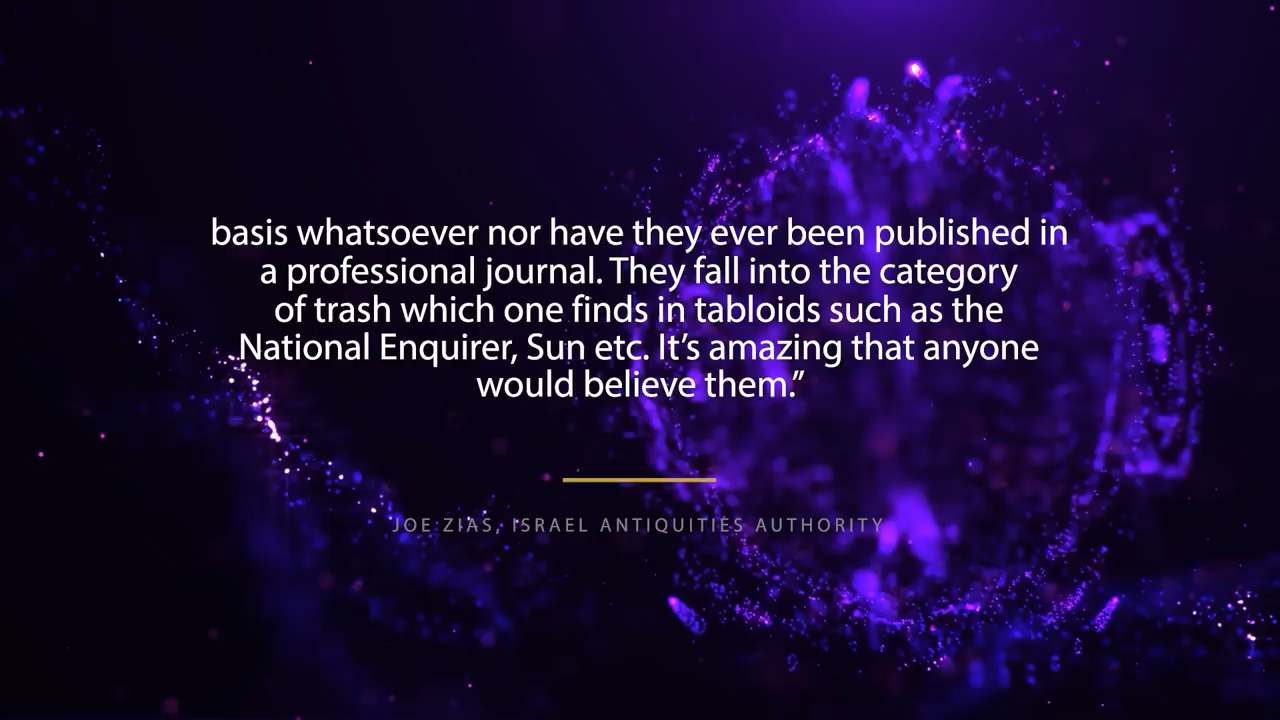 basis whatsoever nor have they ever been published in
a professional journal. They fall into the category
of trash which one finds in tabloids such as the
National Enquirer, Sun etc. It’s amazing that anyone
would believe them.”
JOE ZIAS, ISRAEL ANTIQUITIES AUTHORITY